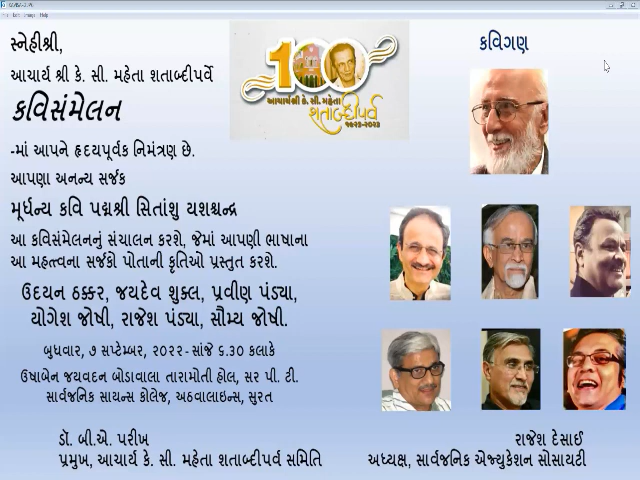 સ્નેહીશ્રી,
આચાર્ય શ્રી કે. સી. મહેતા શતાબ્દીપર્વે
કવિસંમેલન
-માં આપને હૃદયપૂર્વક નિમંત્રણ છે.
આપણા અનન્ય સર્જક
મૂર્ધન્ય કવિ પદ્મશ્રી સિતાંશુ યશશ્ચન્દ્ર
આ કવિસંમેલનનું સંચાલન કરશે, જેમાં આપણી ભાષાના
આ મહત્વના સર્જકો પોતાની કૃતિઓ પ્રસ્તુત કરશે.
ઉદયન ઠક્કર, જયદેવ શુક્લ, પ્રવીણ પંડ્યા,
યોગેશ જોષી, રાજેશ પંડ્યા, સૌમ્ય જોષી.
બુધવાર, ૭ સપ્ટેમ્બર, ૨૦૨૨-સાંજે ૬.૩૦ કલાકે
ઉષાબેન જયવદન બોડાવાલા તારામોતી હોલ, સર પી. ટી.
સાર્વજનિક સાયન્સ કોલેજ, અઠવાલાઇન્સ, સુરત
ડૉ. બી.એ. પરીખ
પ્રમુખ, આચાર્ય કે. સી. મહેતા શતાબ્દીપર્વ સમિતિ
100
આચાર્યશ્રી કે. સી. મહેતા
શતાબ્દીપર્વ
૧૯૨૩-૨૦૨૩
કવિગણ
રાજેશ દેસાઈ
અધ્યક્ષ, સાર્વજનિક એજ્યુકેશન સોસાયટી